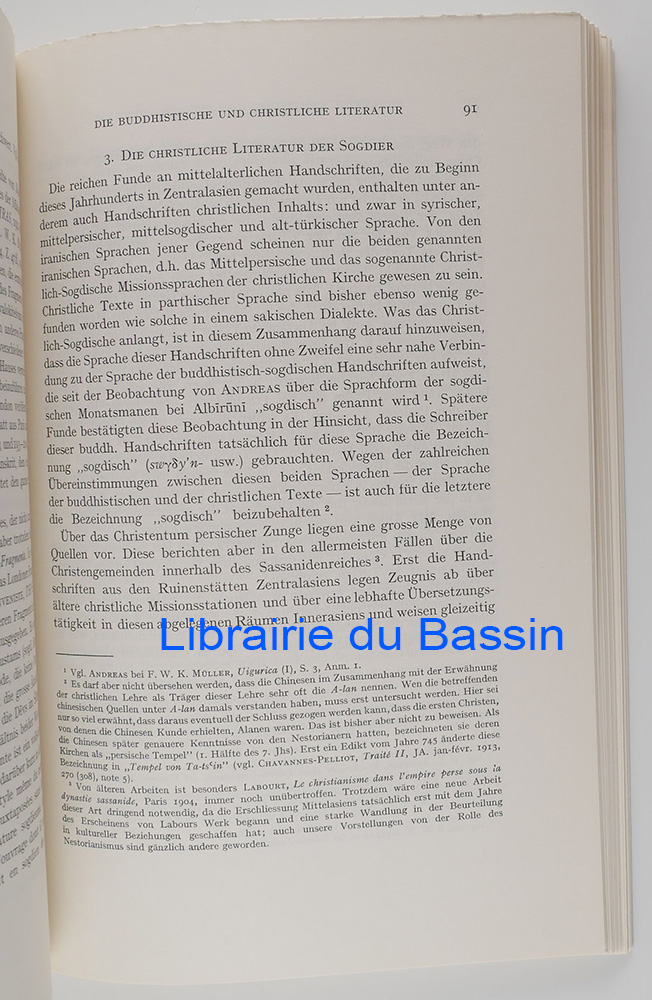 DIE BUDDHISTISCHE UND CHRISTLICHE LITERATUR 91
3. DIE CHRISTLICHE LITERATUR DER SOGDIER
Die reichen Funde an mittelalterlichen Handschriften, die zu Beginn
dieses Jahrhunderts in Zentralasien gemacht wurden, enthalten unter an-
derem auch Handschriften christlichen Inhalts: und zwar in syrischer,
mittelpersischer, mittelsogdischer und alt-türkischer Sprache. Von den
iranischen Sprachen jener Gegend scheinen nur die beiden genannten
iranischen Sprachen, d.h. das Mittelpersische und das sogenannte Christ-
lich-Sogdische Missionssprachen der christlichen Kirche gewesen zu sein.
Christliche Texte in parthischer Sprache sind bisher ebenso wenig ge-
funden worden wie solche in einem sakischen Dialekte. Was das Christ-
lich-Sogdische anlangt, ist in diesem Zusammenhang darauf hinzuweisen,
dass die Sprache dieser Handschriften ohne Zweifel eine sehr nahe Verbin-
dung zu der Sprache der buddhistisch-sogdischen Handschriften aufweist,
die seit der Beobachtung von ANDREAS über die Sprachform der sogdi-
schen Monatsmanen bei Albīrūnī „sogdisch" genannt wird ¹. Spätere
Funde bestätigten diese Beobachtung in der Hinsicht, dass die Schreiber
dieser buddh. Handschriften tatsächlich für diese Sprache die Bezeich-
nung „sogdisch" (swγδy'n- usw.) gebrauchten. Wegen der zahlreichen
Übereinstimmungen zwischen diesen beiden Sprachen — der Sprache
der buddhistischen und der christlichen Texte — ist auch für die letztere
die Bezeichnung „sogdisch" beizubehalten ².
Über das Christentum persischer Zunge liegen eine grosse Menge von
Quellen vor. Diese berichten aber in den allermeisten Fällen über die
Christengemeinden innerhalb des Sassanidenreiches ³. Erst die Hand-
schriften aus den Ruinenstätten Zentralasiens legen Zeugnis ab über
ältere christliche Missionsstationen und über eine lebhafte Übersetzungs-
tätigkeit in diesen abgelegenen Räumen Innerasiens und weisen gleizeitig
Librairie du Bassin
¹ Vgl. ANDREAS bei F. W. K. MÜLLER, Uigurica (I), S. 3, Anm. 1.
² Es darf aber nicht übersehen werden, dass die Chinesen im Zusammenhang mit der Erwähnung
der christlichen Lehre als Träger dieser Lehre sehr oft die A-lan nennen. Wen die betreffenden
chinesischen Quellen unter A-lan damals verstanden haben, muss erst untersucht werden. Hier sei
nur so viel erwähnt, dass daraus eventuell der Schluss gezogen werden kann, dass die ersten Christen,
von denen die Chinesen Kunde erhielten, Alanen waren. Das ist bisher aber nicht zu beweisen. Als
die Chinesen später genauere Kenntnisse von den Nestorianern hatten, bezeichneten sie deren
Kirchen als „persische Tempel" (1. Hälfte des 7. Jhs). Erst ein Edikt vom Jahre 745 änderte diese
Bezeichnung in „Tempel von Ta-ts'in" (vgl. CHAVANNES-PELLIOT, Traité II, JA. jan-févr. 1913,
270 (308), note 5).
³ Von älteren Arbeiten ist besonders LABOURT, Le christianisme dans l'empire perse sous la
dynastie sassanide, Paris 1904, immer noch unübertroffen. Trotzdem wäre eine neue Arbeit
dieser Art dringend notwendig, da die Erschliessung Mittelasiens tatsächlich erst mit dem Jahre
des Erscheinens von Labours Werk begann und eine starke Wandlung in der Beurteilung
in kultureller Beziehungen geschaffen hat; auch unsere Vorstellungen von der Rolle des
Nestorianismus sind gänzlich andere geworden.